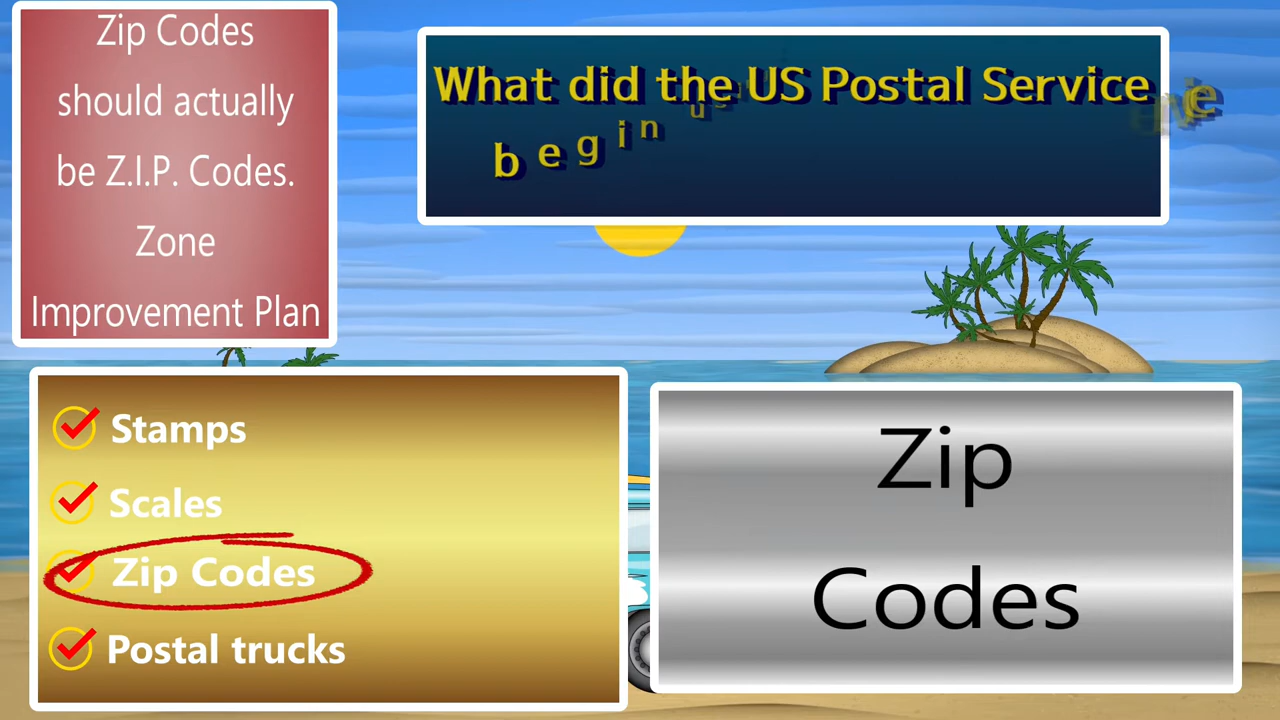 Zip Codes
should actually
be Z.I.P. Codes.
Zone
Improvement Plan
What did the US Postal Service
begin
Stamps
Scales
Zip Codes
Postal trucks
Zip
Codes